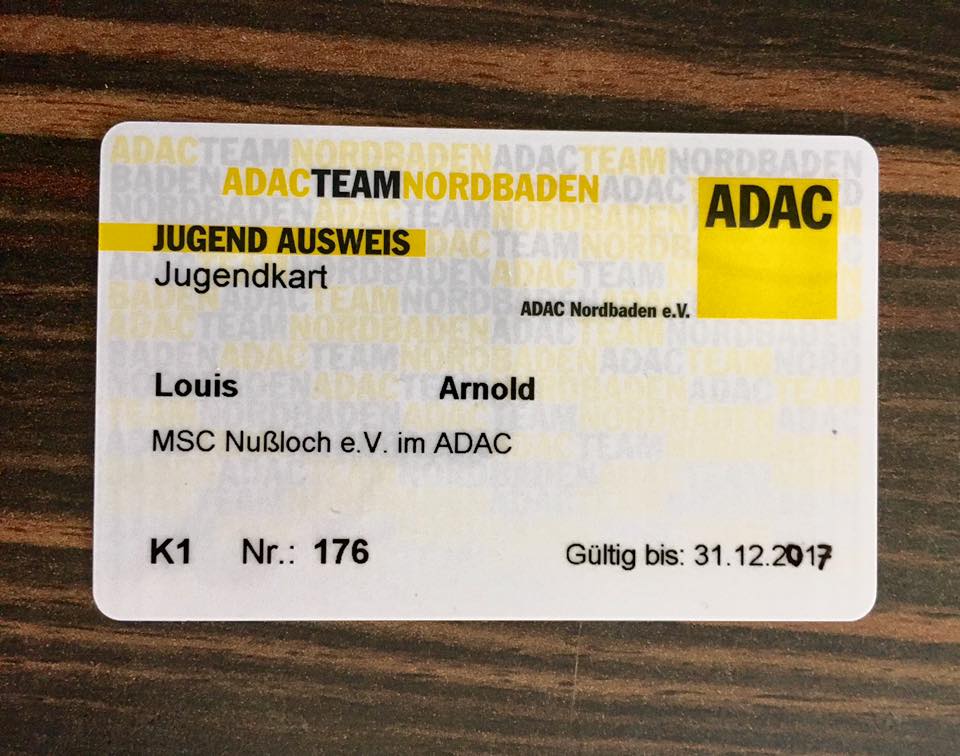 ADACTEAMNORDBADEN
ADAC
JUGEND AUSWEIS
Jugendkart
ADAC Nordbaden e.V.
Louis Arnold
MSC Nußloch e.V. im ADAC
K1 Nr.: 176 Gültig bis: 31.12.2017